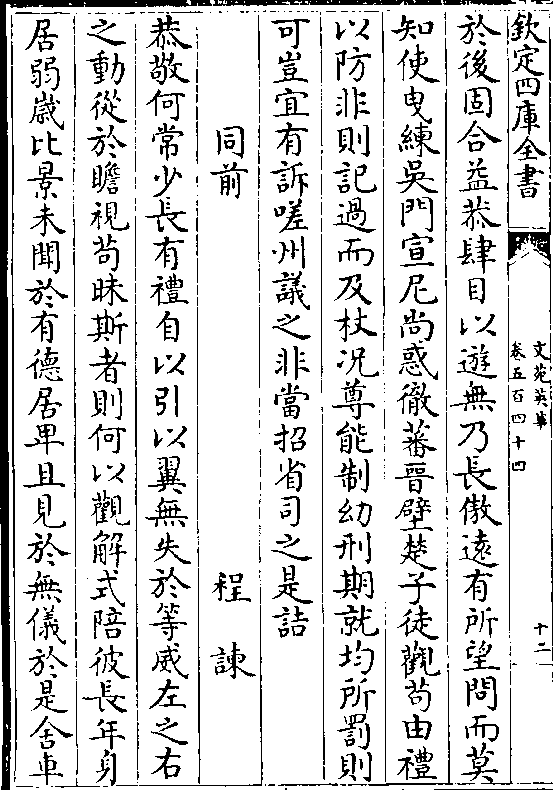 欽定四庫全書
文苑英華
卷五百四十四
十二
於後固合益恭肆目以遊無乃長傲遠有所望問而莫
知使曳練吳門宣尼尚惑徹蕃晉壁楚子徒觀苟由禮
以防非則記過而及杖况尊能制幼刑期就均所罰則
可豈宜有訴嗟州議之非當招省司之是詰
同前
程諫
恭敬何常少長有禮自以引以翼無失於等威左之右
之動從於瞻視苟昧斯者則何以觀解式陪彼長年身
居弱嵗比景未聞於有德居卑且見於無儀於是舍車